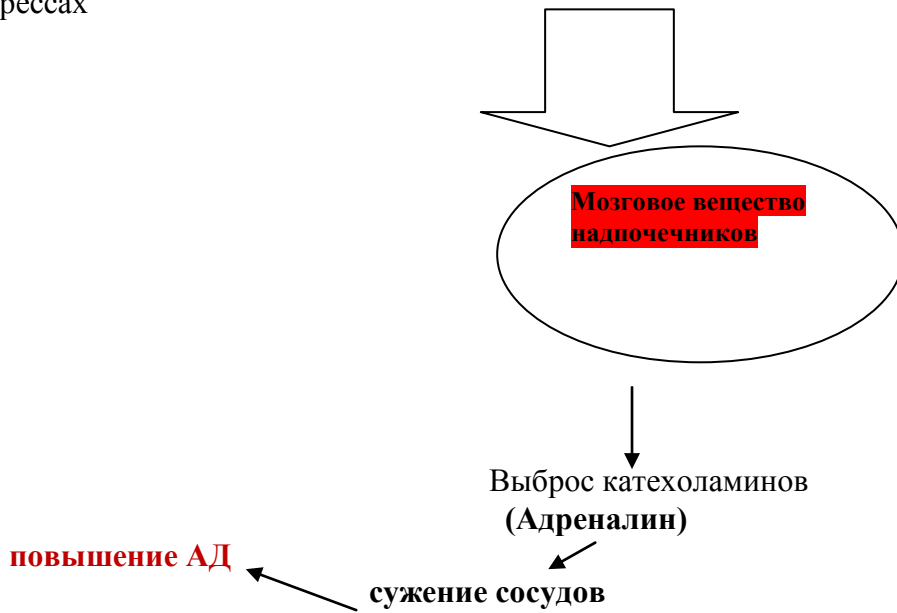 рессах
Мозговое вещество
надпочечников
Выброс катехоламинов
(Адреналин)
повышение АД
сужение сосудов